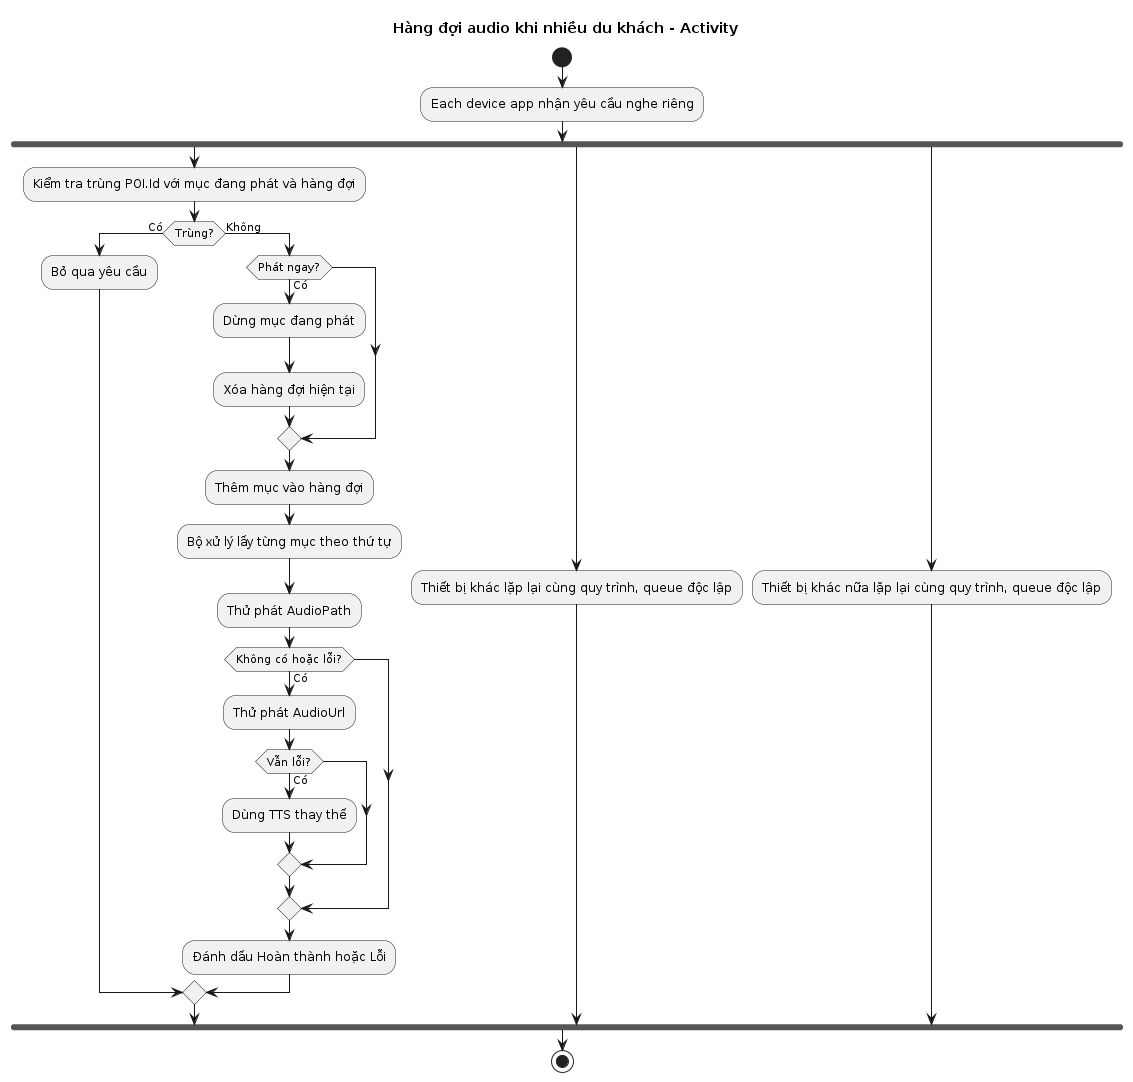 Hàng đợi audio khi nhiều du khách - Activity
Each device app nhận yêu cầu nghe riêng
Kiểm tra trùng POI.Id với mục đang phát và hàng đợi
Có
Trùng?
Không
Bỏ qua yêu cầu
Phát ngay?
Có
Dừng mục đang phát
Xóa hàng đợi hiện tại
Thêm mục vào hàng đợi
Bộ xử lý lấy từng mục theo thứ tự
Thiết bị khác lặp lại cùng quy trình, queue độc lập
Thiết bị khác nữa lặp lại cùng quy trình, queue độc lập
Thử phát AudioPath
Không có hoặc lỗi?
Có
Thử phát AudioUrl
Vẫn lỗi?
Có
Dùng TTS thay thế
Đánh dấu Hoàn thành hoặc Lỗi